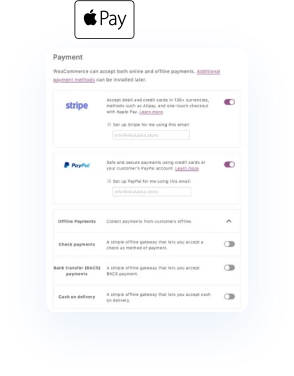 Pay
Payment
WooCommerce can accept both online and offline payments. Additional
payment methods can be installed later.
stripe
Accept debit and credit cards in 135+ currencies,
methods such as Alipay, and one-touch checkout
with Apple Pay. Learn more.
Set up Stripe for me using this email:
PayPal
Safe and secure payments using credit cards or
your customer's PayPal account. Learn more.
Set up PayPal for me using this email:
Offline Payments
Collect payments from customers offline.
Check payments
A simple offline gateway that lets you accept a
check as method of payment.
Bank transfer (BACS)
payments
A simple offline gateway that lets you accept
BACS payment.
Cash on delivery
A simple offline gateway that lets you accept cash
on delivery.